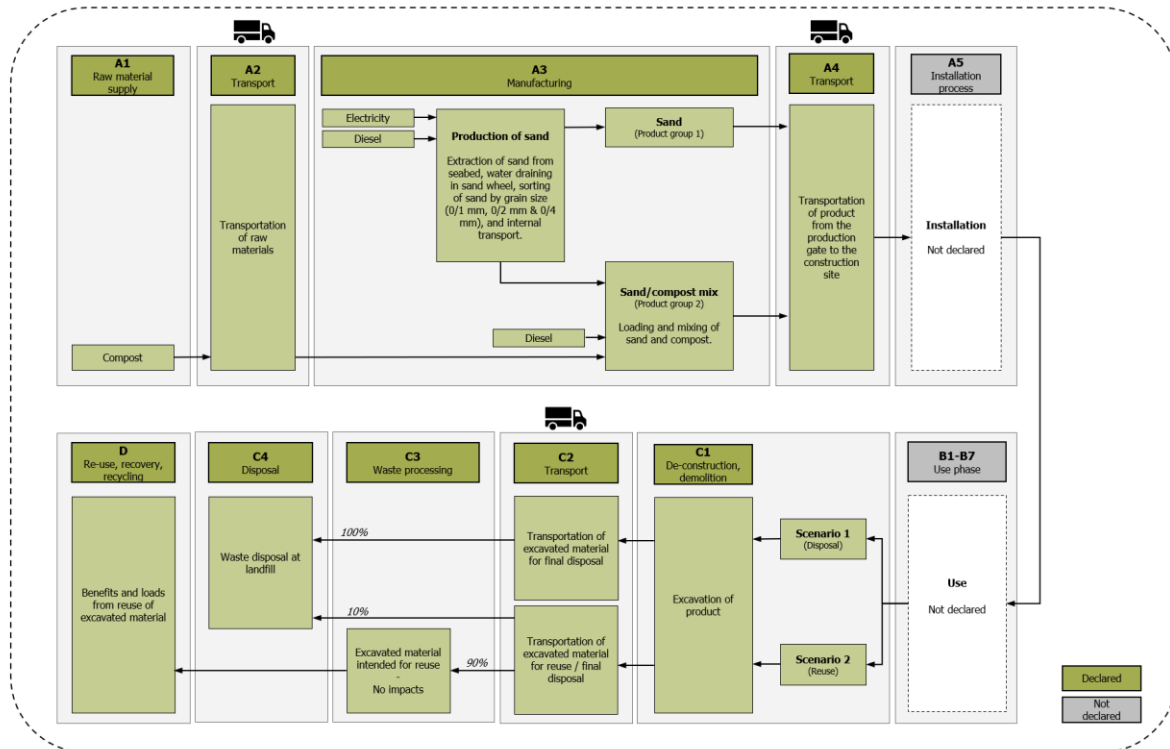 A1
Raw material
supply
A2
Transport
A3
Manufacturing
A4
Transport
A5
Installation
process
Electricity
Diesel
Production of sand
Extraction of sand from
seabed, water draining
in sand wheel, sorting
of sand by grain size
(0/1 mm, 0/2 mm & 0/4
mm), and internal
transport.
Sand
(Product group 1)
Transportation
of raw
materials
Transportation
of product
from the
production
gate to the
construction
site
Installation
Not declared
Sand/compost mix
(Product group 2)
Loading and mixing of
sand and compost.
Diesel
Compost
D
Re-use, recovery,
recycling
C4
Disposal
C3
Waste processing
C2
Transport
C1
De-construction,
demolition
B1-B7
Use phase
Benefits and loads
from reuse of
excavated material
Waste disposal at
landfill
100%
10%
90%
Excavated material
intended for reuse
-
No impacts
Transportation of
excavated material
for final disposal
Transportation of
excavated material
for reuse / final
disposal
Excavation of
product
Scenario 1
(Disposal)
Scenario 2
(Reuse)
Use
Not declared
Declared
Not
declared